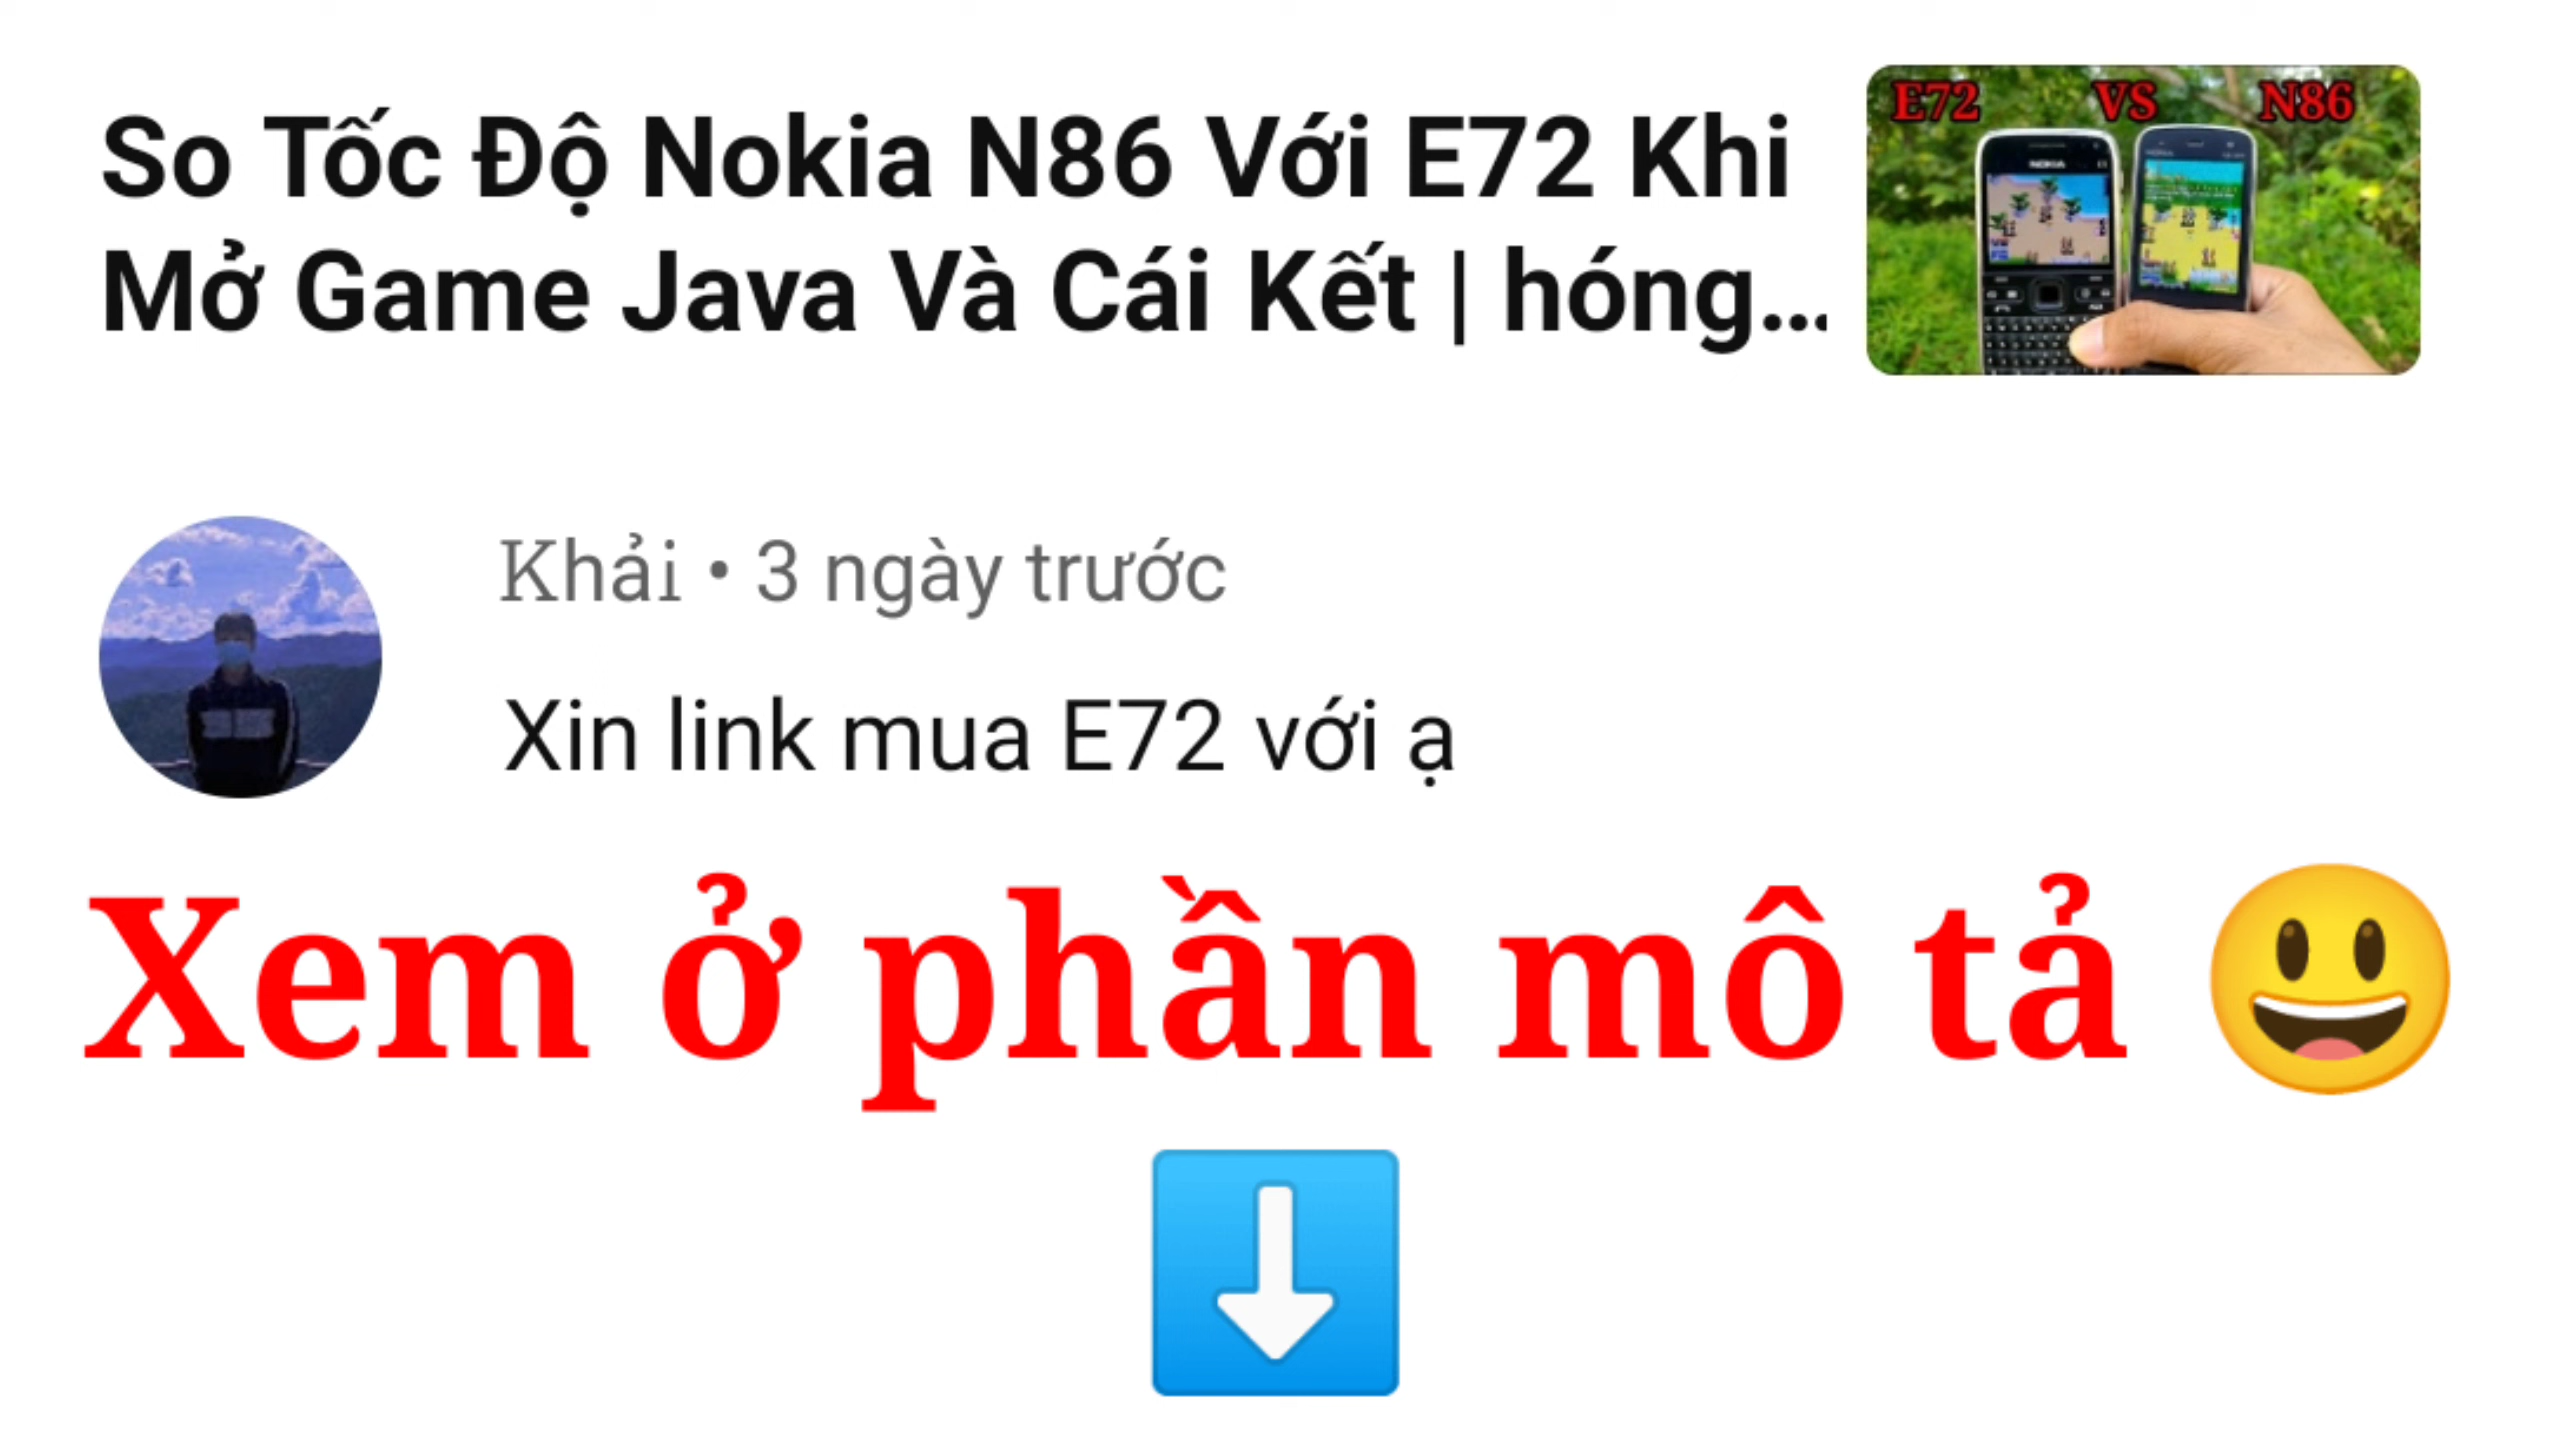 So Tốc Độ Nokia N86 Với E72 Khi
Mở Game Java Và Cái Kết | hóng...
E72 VS N86
NOKIA
Khải • 3 ngày trước
Xin link mua E72 với ạ
Xem ở phần mô tả 😃
⬇️